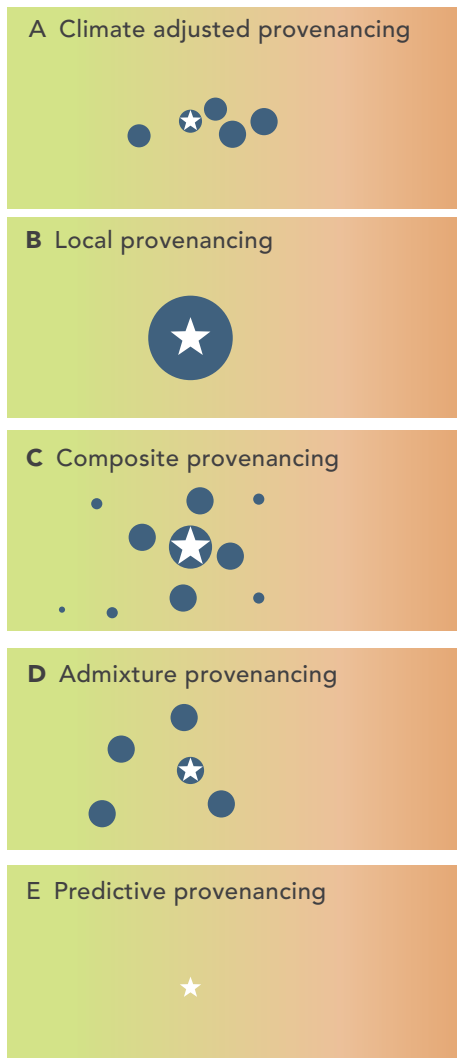 A Climate adjusted provenancing
B Local provenancing
C Composite provenancing
D Admixture provenancing
E Predictive provenancing